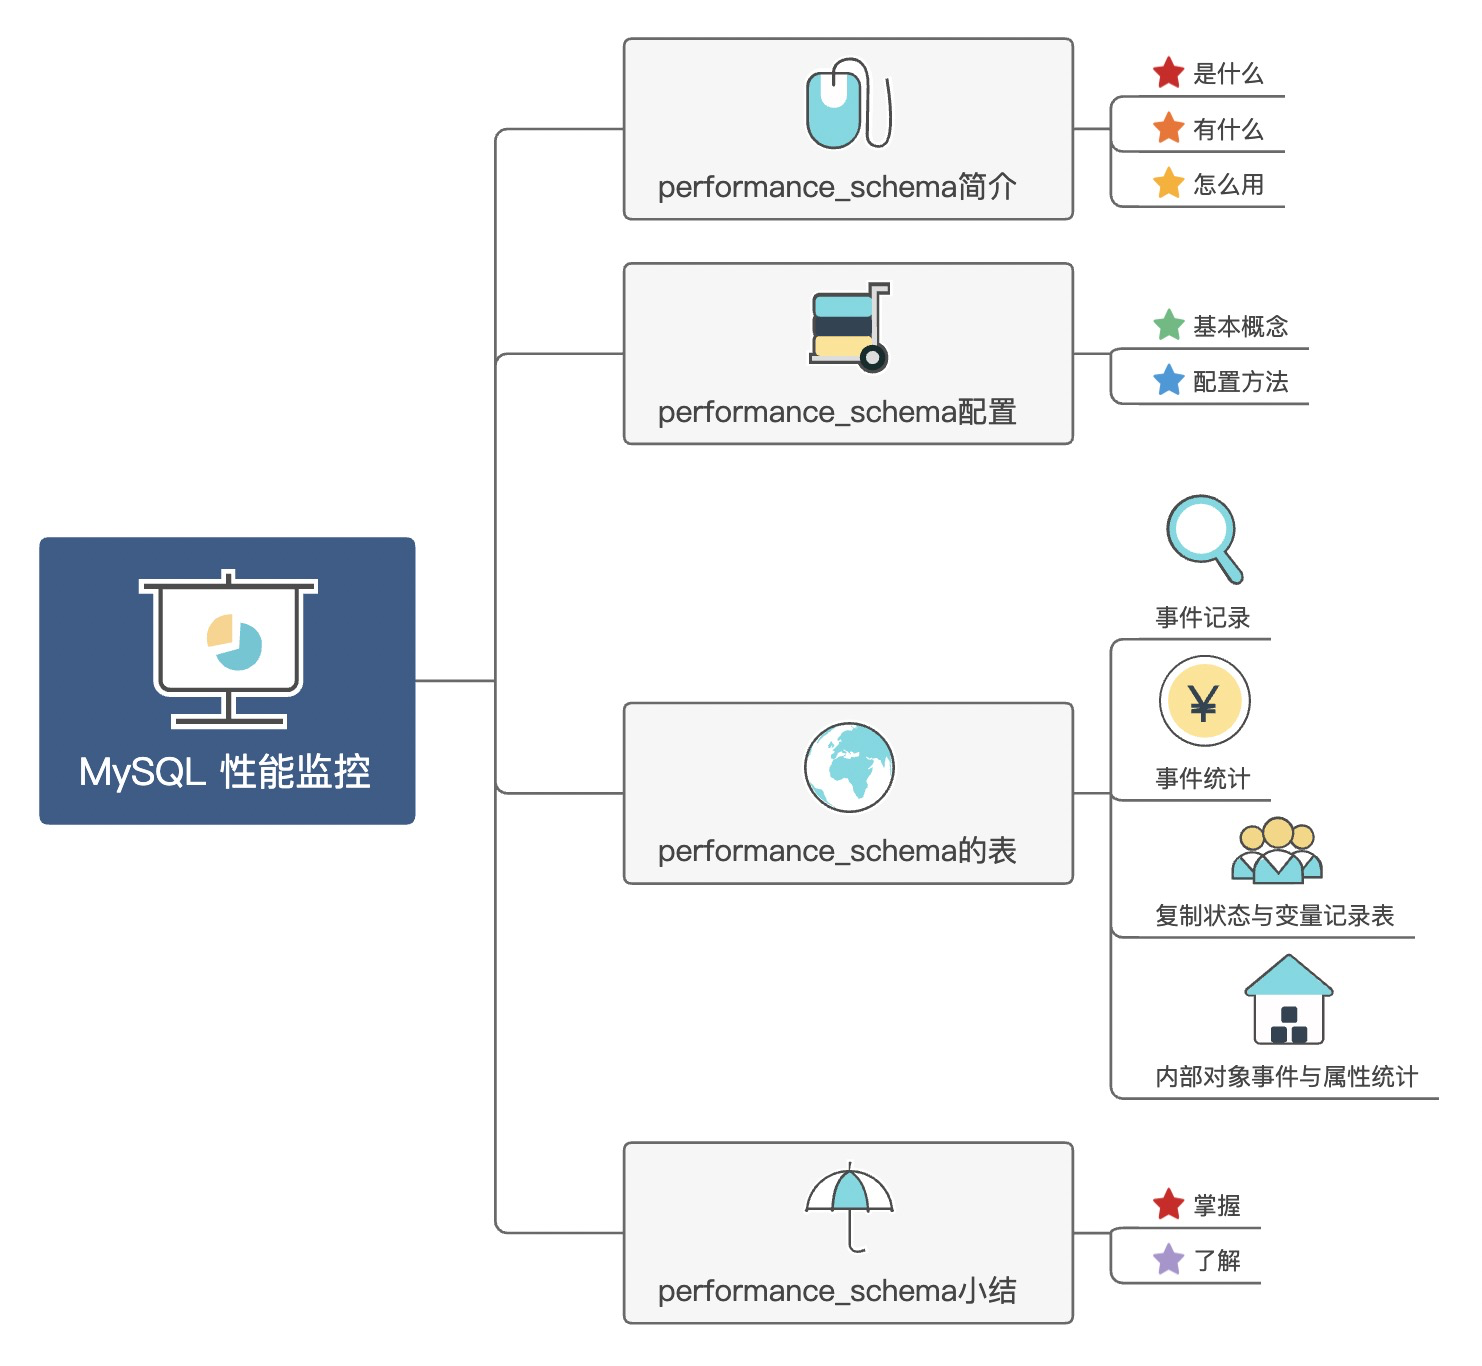 MySQL 性能监控
performance_schema简介
是什么
有什么
怎么用
performance_schema配置
基本概念
配置方法
performance_schema的表
事件记录
¥
事件统计
复制状态与变量记录表
内部对象事件与属性统计
performance_schema小结
掌握
了解